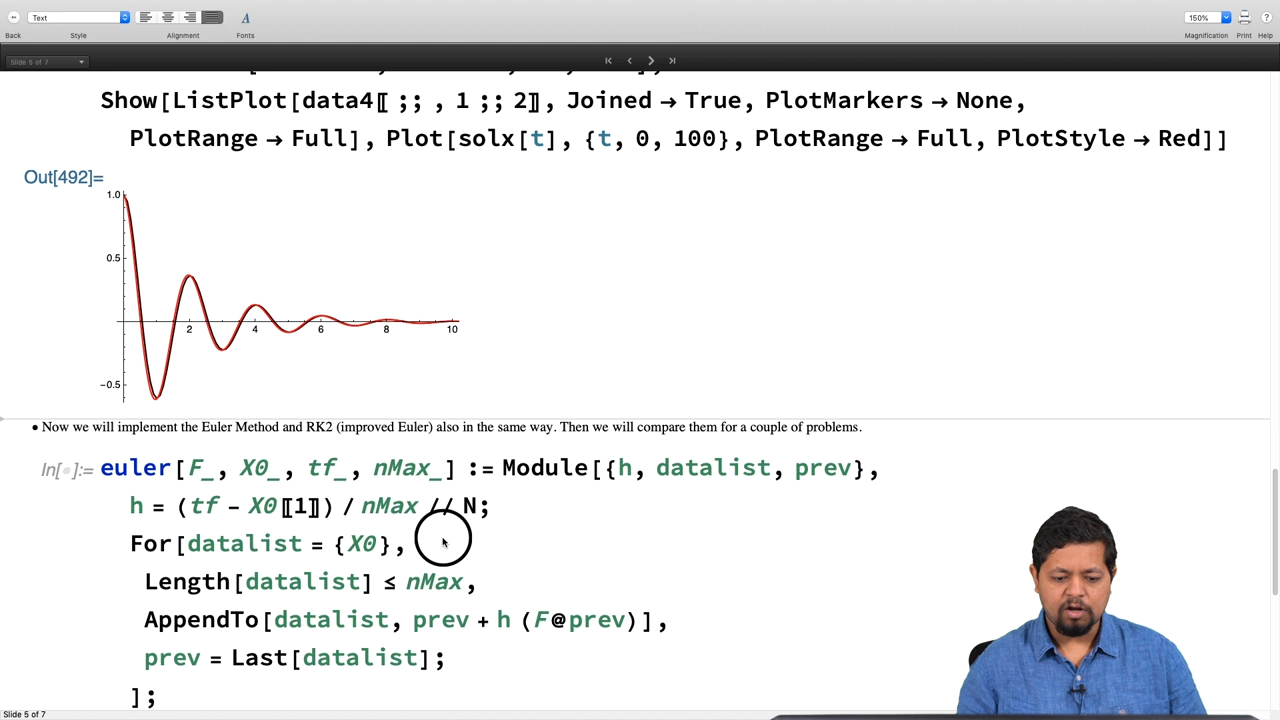 Text
150%
Back
Style
Alignment
Fonts
Magnification
Print
Help
Slide 5 of 7
Show[ListPlot[data4〚 ;; , 1 ;; 2〛, Joined → True, PlotMarkers → None,
PlotRange → Full], Plot[solx[t], {t, 0, 100}, PlotRange → Full, PlotStyle → Red]]
Out[492]=
1.0
0.5
2 4 6 8 10
-0.5
• Now we will implement the Euler Method and RK2 (improved Euler) also in the same way. Then we will compare them for a couple of problems.
In[ ]:= euler[F_, X0_, tf_, nMax_] := Module[{h, datalist, prev},
h = (tf - X0〚1〛) / nMax // N;
For[datalist = {X0},
Length[datalist] ≤ nMax,
AppendTo[datalist, prev + h (F@prev)],
prev = Last[datalist];
];
Slide 5 of 7